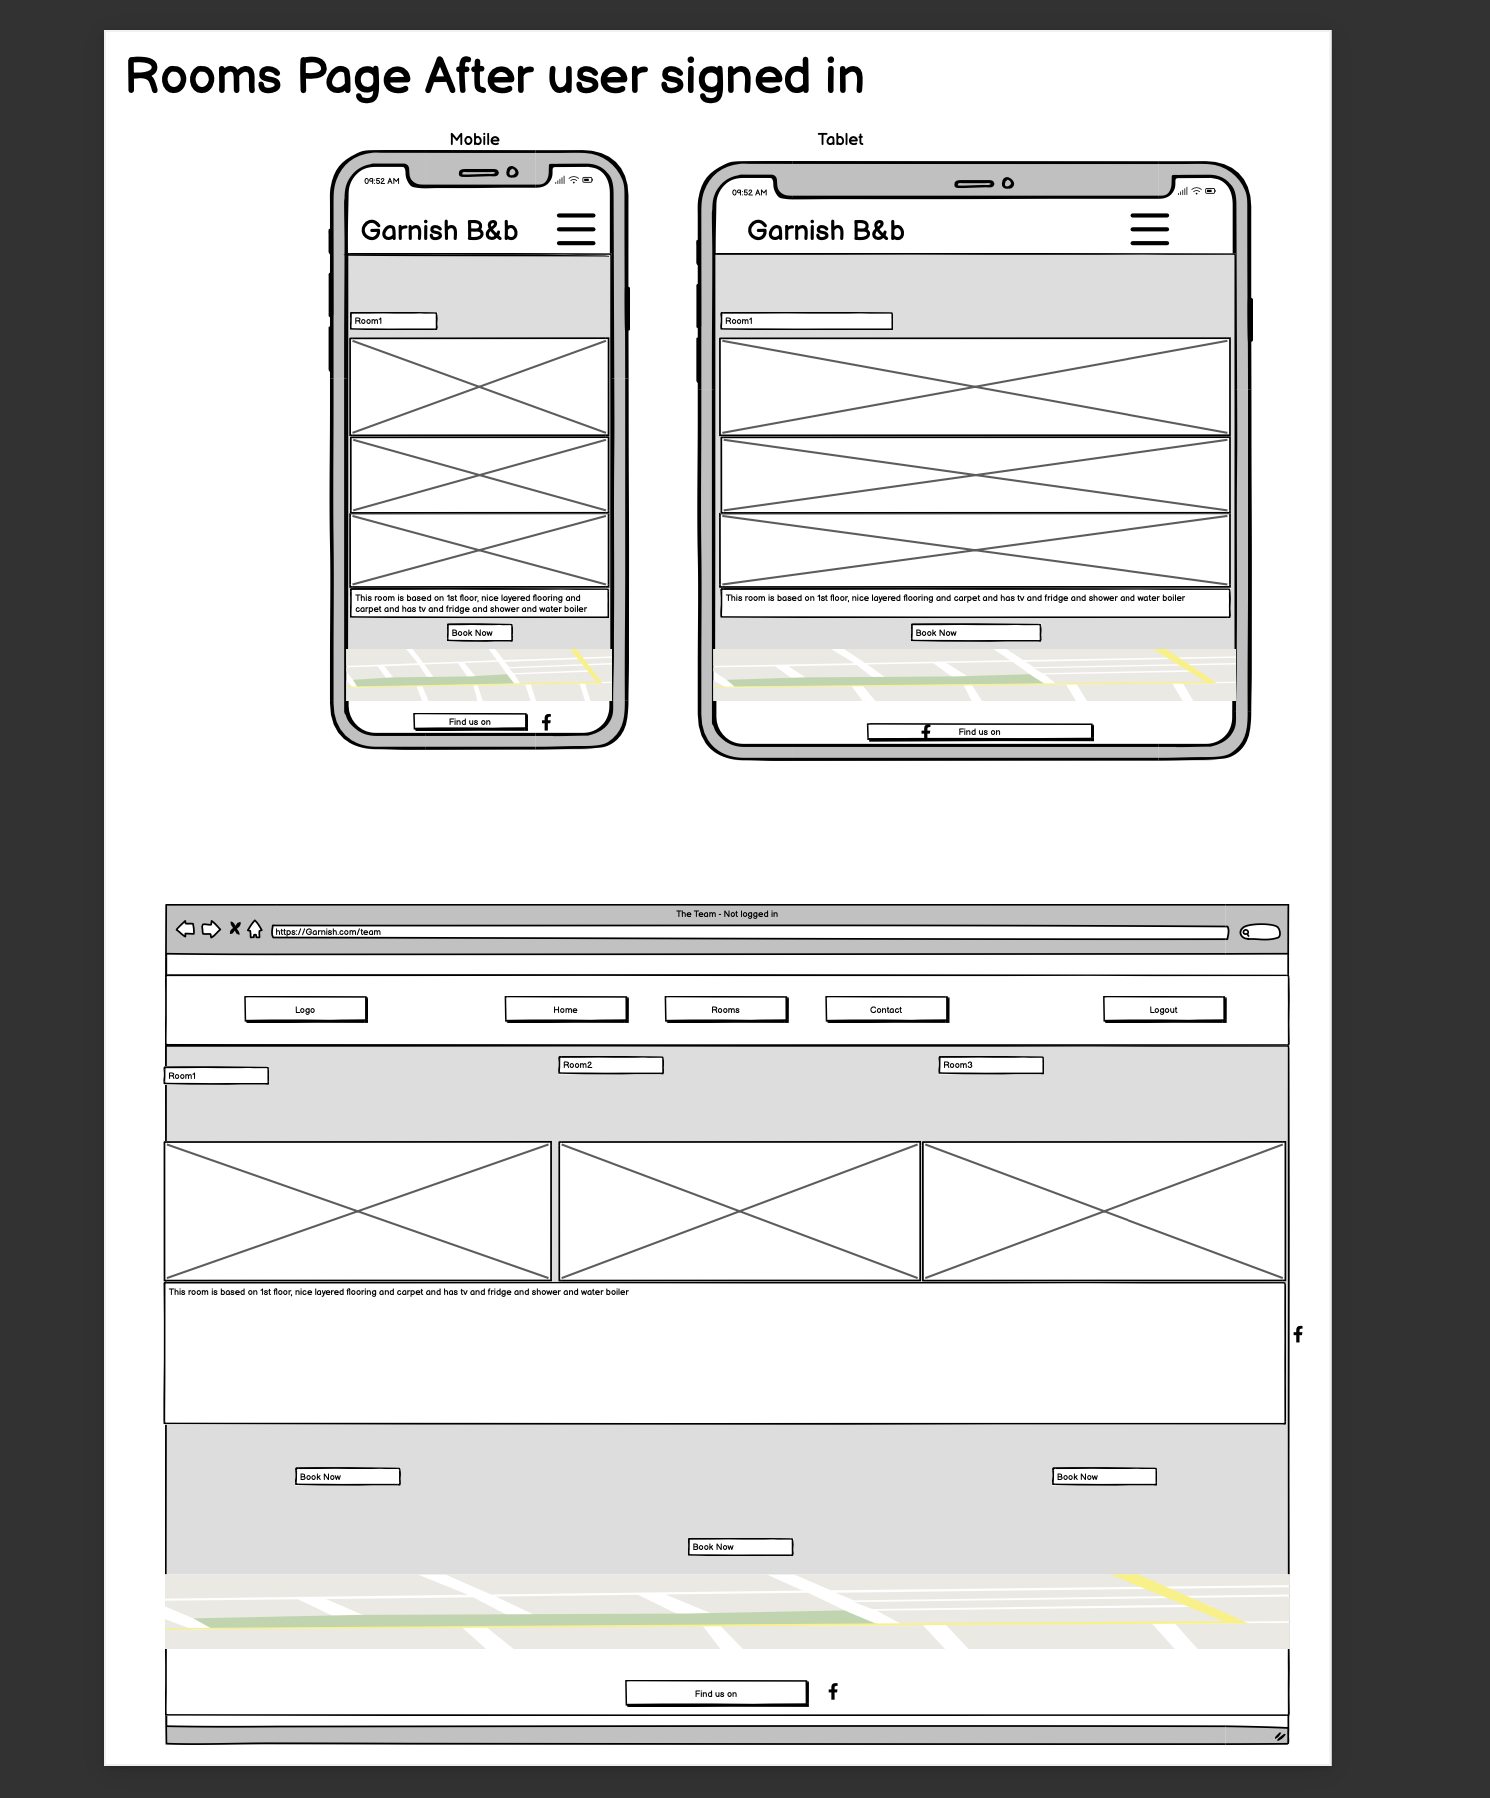 Rooms Page After user signed in
Mobile
Tablet
09:52 AM
Garnish B&b
Room1
This room is based on 1st floor, nice layered flooring and
carpet and has tv and fridge and shower and water boiler
Book Now
Find us on
09:52 AM
Garnish B&b
Room1
This room is based on 1st floor, nice layered flooring and carpet and has tv and fridge and shower and water boiler
Book Now
Find us on
The Team - Not logged in
https://Garnish.com/team
Logo
Home
Rooms
Contact
Logout
Room1
Room2
Room3
This room is based on 1st floor, nice layered flooring and carpet and has tv and fridge and shower and water boiler
Book Now
Book Now
Book Now
Find us on